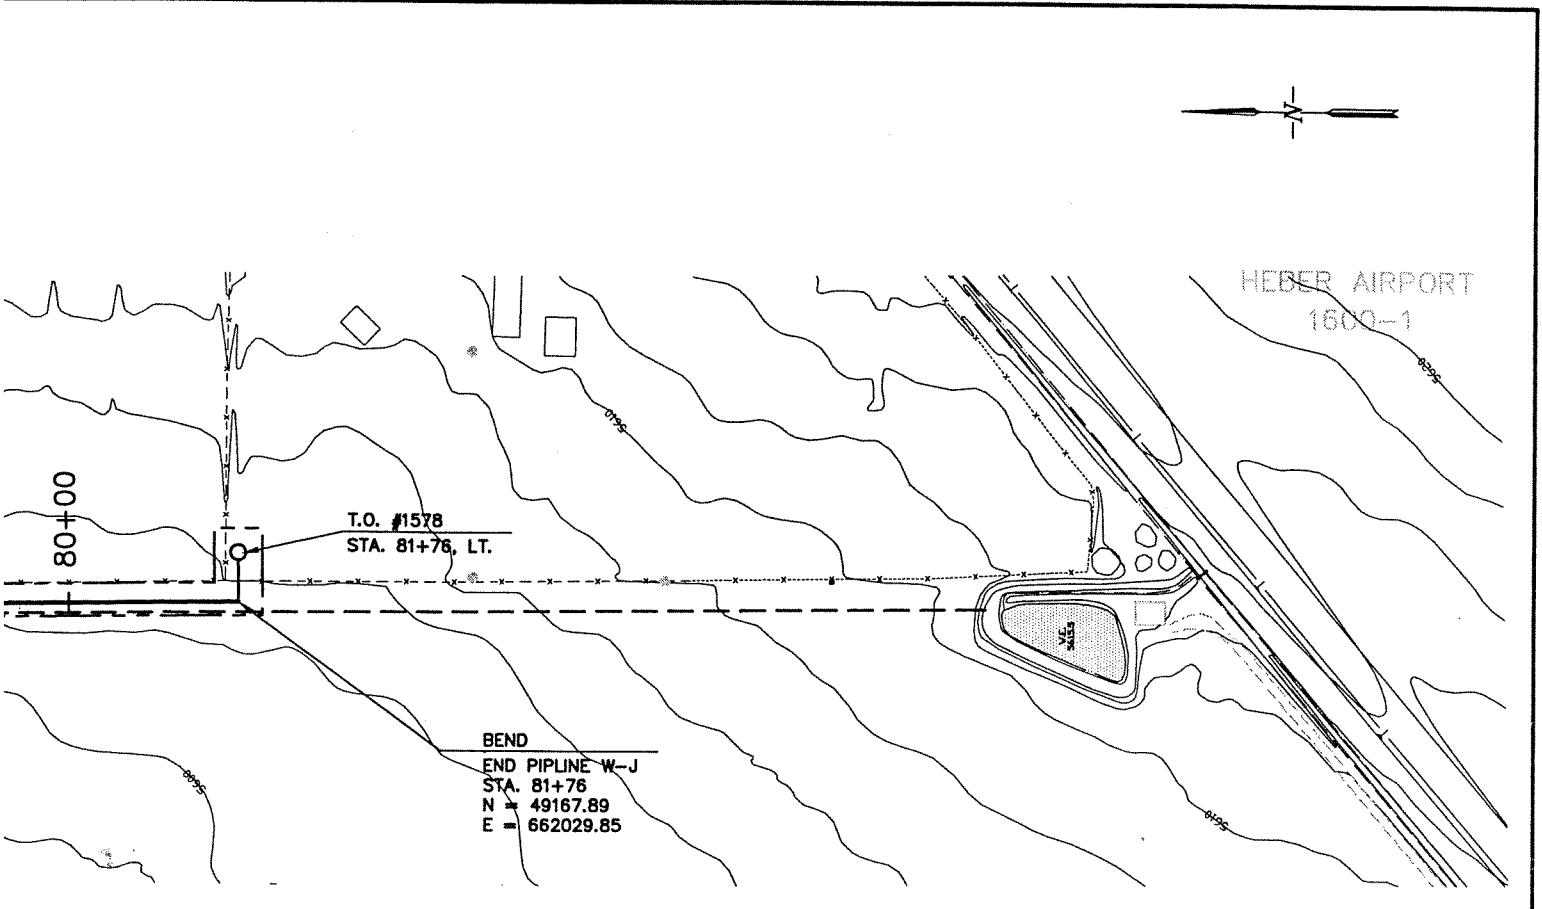 N
HEBER AIRPORT
1600-1
5620
5610
80+00
T.O. #1578
STA. 81+76, LT.
BEND
END PIPLINE W-J
STA. 81+76
N = 49167.89
E = 662029.85
5600
5610